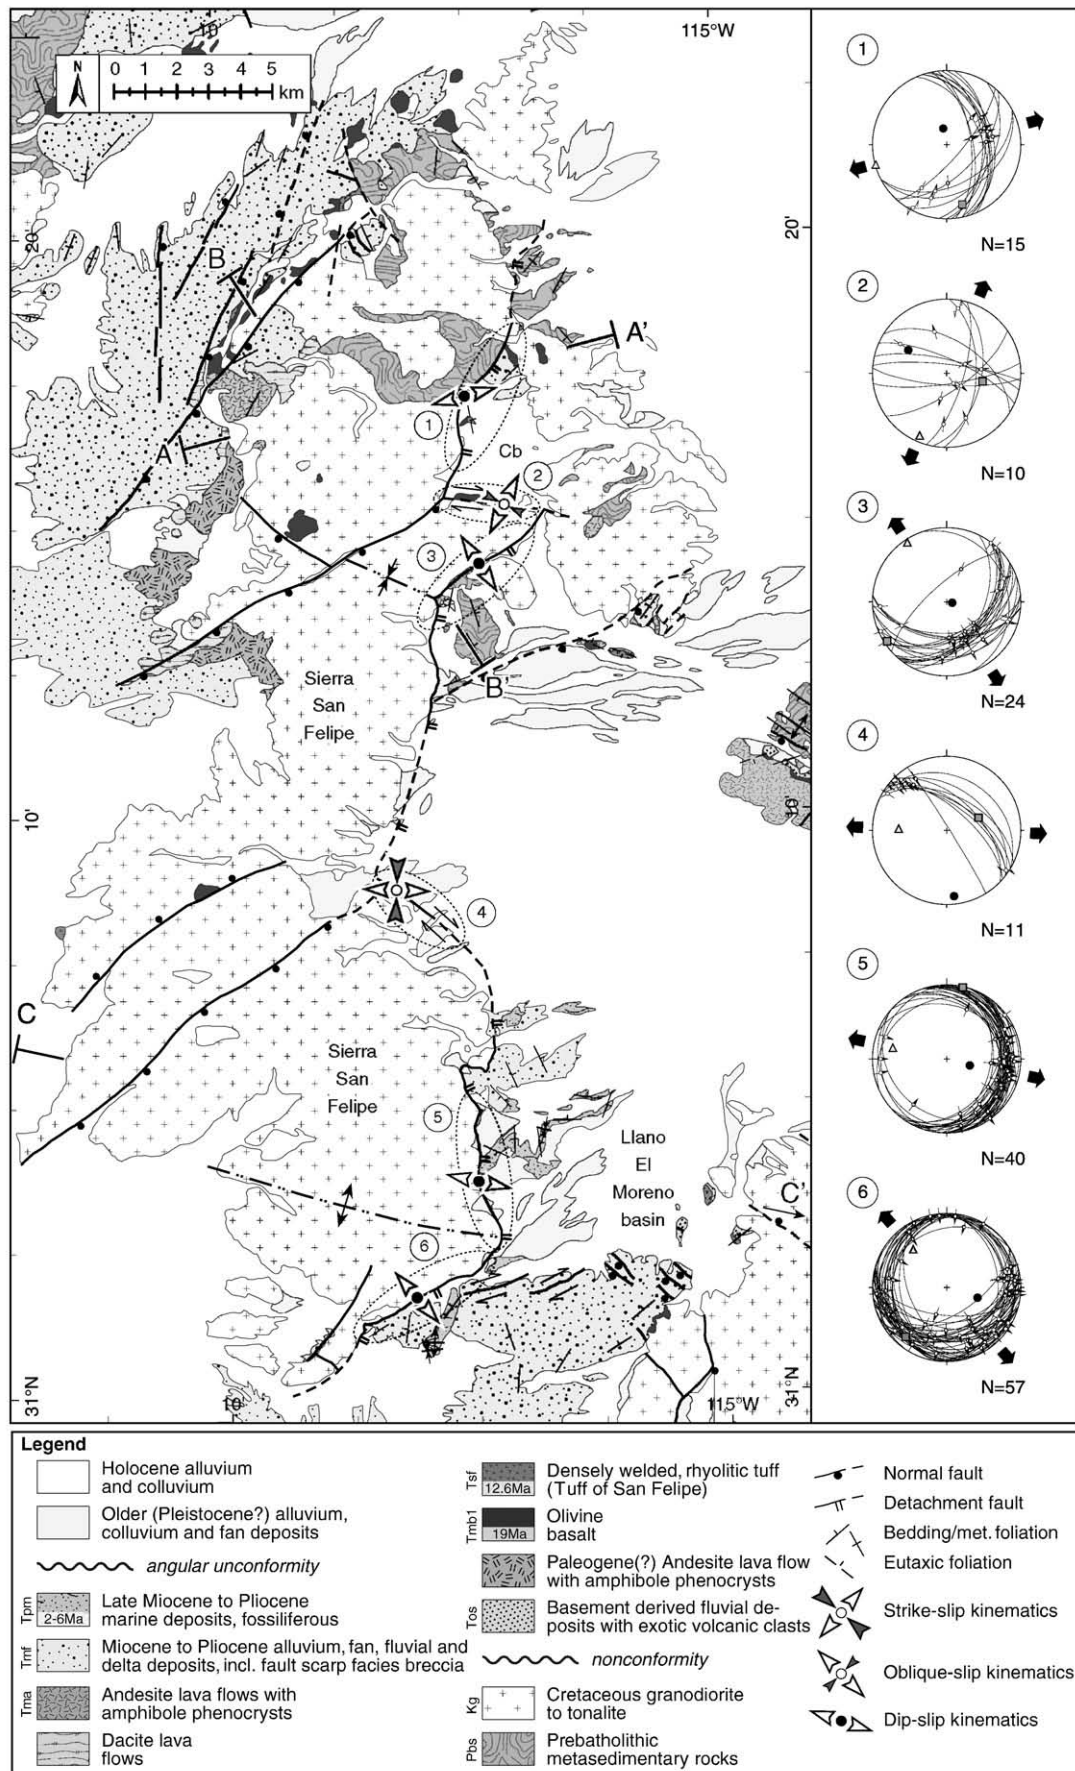 10'
115°W
N
0 1 2 3 4 5
km
20'
20'
B
A'
A
1
Cb
2
3
B'
Sierra
San
Felipe
10'
10'
4
C
Sierra
San
Felipe
5
Llano
El
Moreno
basin
C'
6
31°N
10'
115°W
31°N
1
N=15
2
N=10
3
N=24
4
N=11
5
N=40
6
N=57
Legend
Holocene alluvium
and colluvium
Older (Pleistocene?) alluvium,
colluvium and fan deposits
angular unconformity
Tpm
2-6Ma
Late Miocene to Pliocene
marine deposits, fossiliferous
Tmf
Miocene to Pliocene alluvium, fan, fluvial and
delta deposits, incl. fault scarp facies breccia
Tma
Andesite lava flows with
amphibole phenocrysts
Dacite lava
flows
Tsf
12.6Ma
Densely welded, rhyolitic tuff
(Tuff of San Felipe)
Tmb1
19Ma
Olivine
basalt
Paleogene(?) Andesite lava flow
with amphibole phenocrysts
Tos
Basement derived fluvial de-
posits with exotic volcanic clasts
nonconformity
Kg
Cretaceous granodiorite
to tonalite
Pbs
Prebatholithic
metasedimentary rocks
Normal fault
Detachment fault
Bedding/met. foliation
Eutaxic foliation
Strike-slip kinematics
Oblique-slip kinematics
Dip-slip kinematics